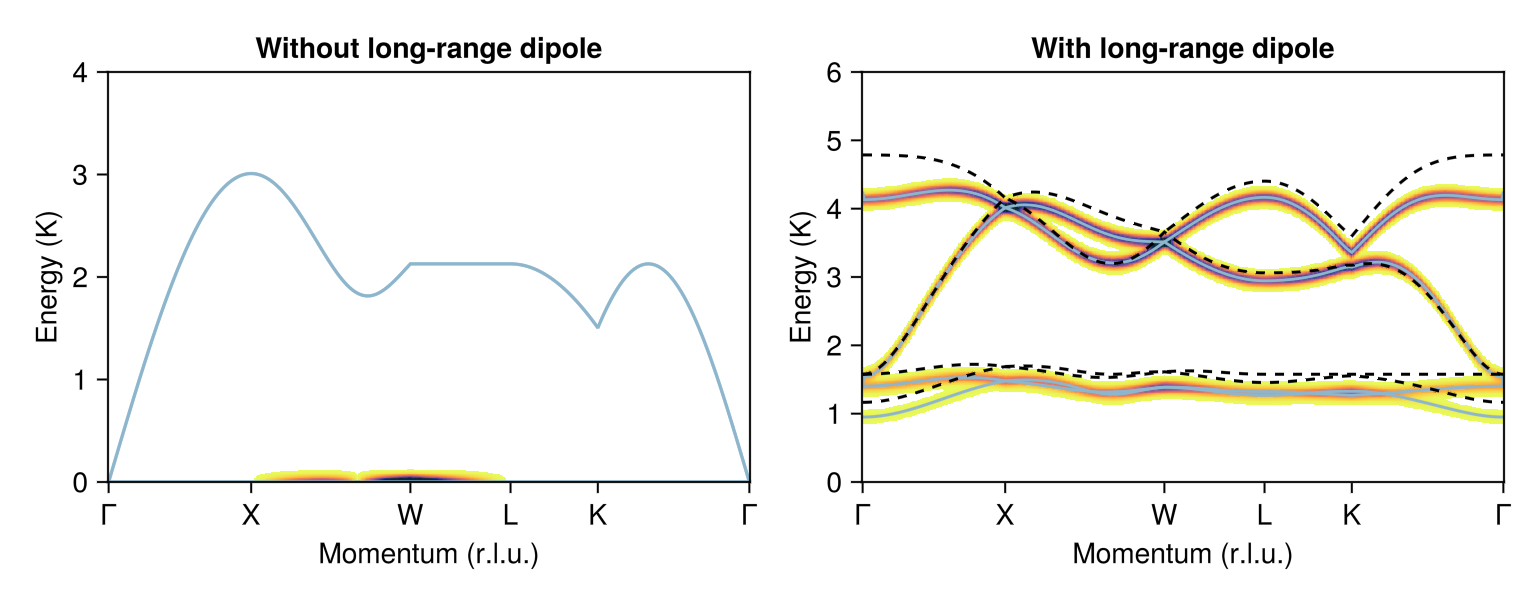 Without long-range dipole
4
3
2
1
0
Energy (K)
Γ X W L K Γ
Momentum (r.l.u.)
With long-range dipole
6
5
4
3
2
1
0
Energy (K)
Γ X W L K Γ
Momentum (r.l.u.)